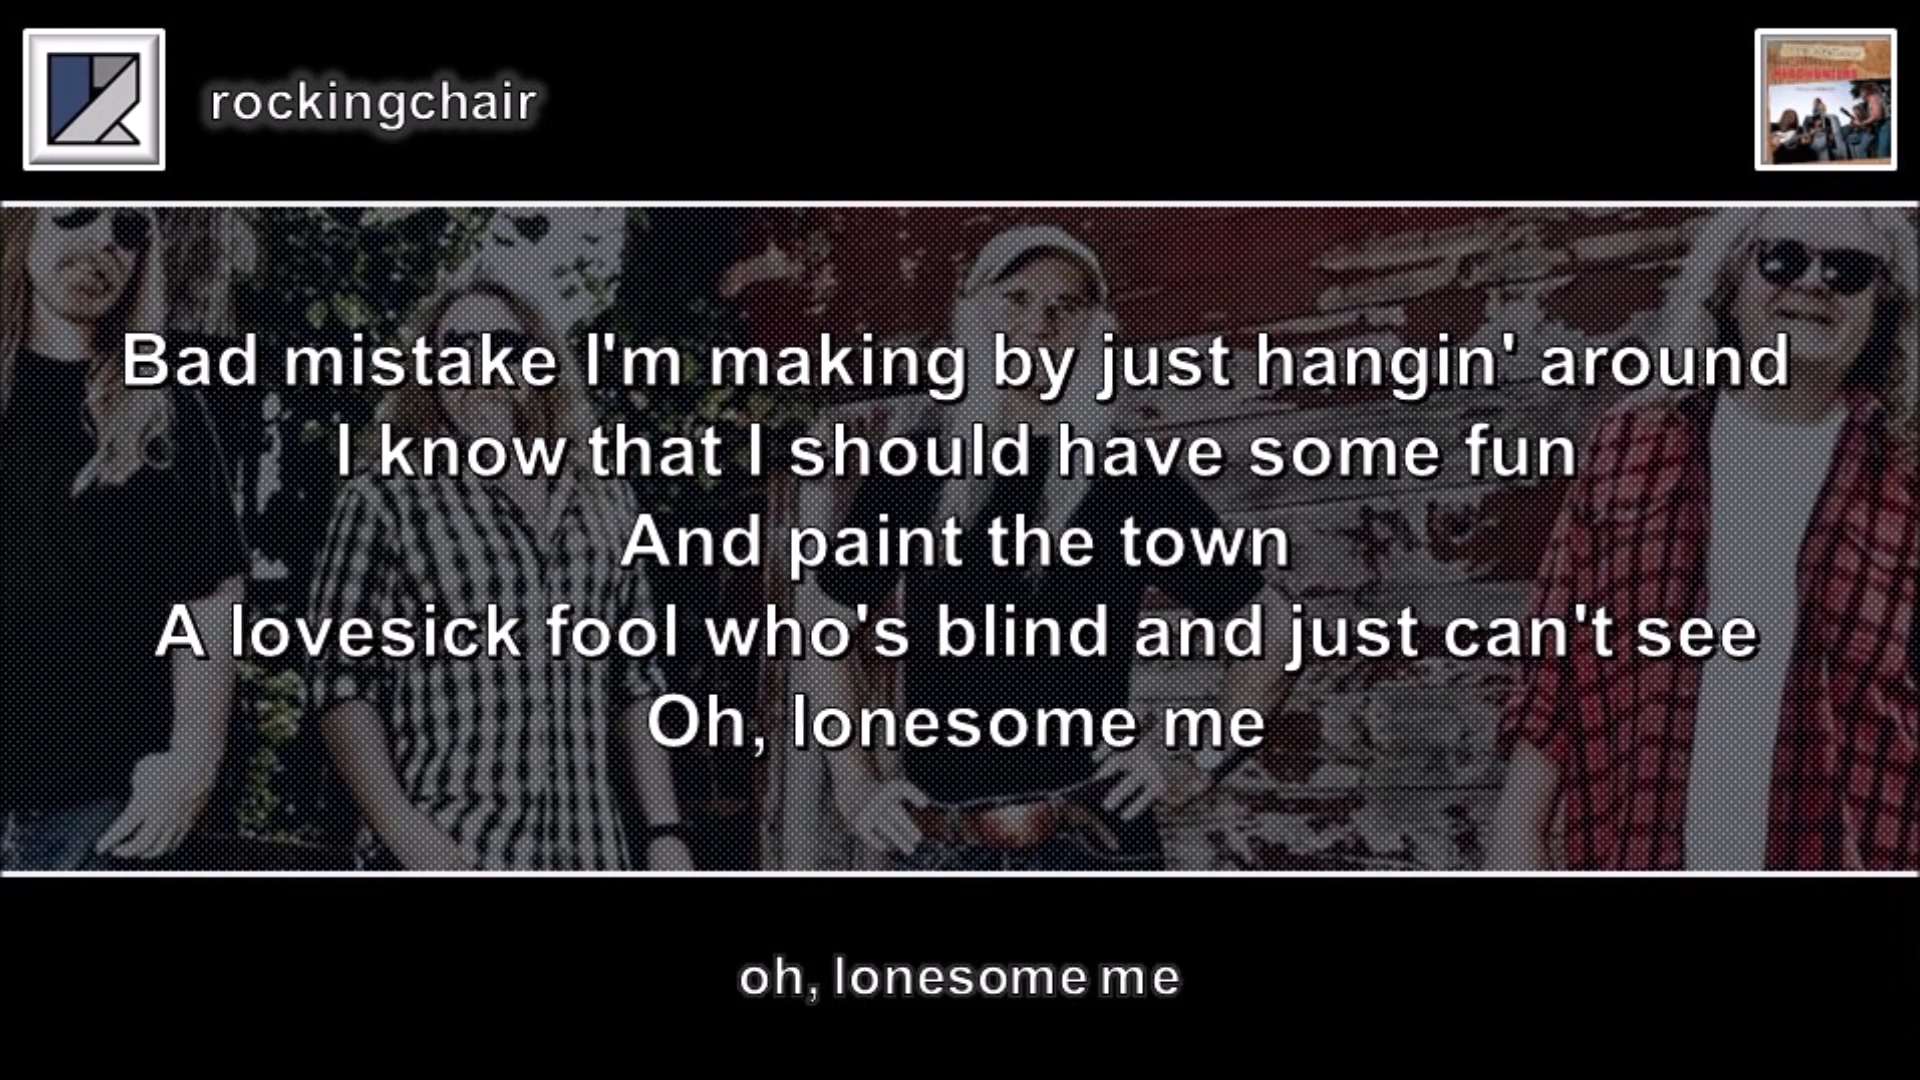 rockingchair
Bad mistake I'm making by just hangin' around
I know that I should have some fun
And paint the town
A lovesick fool who's blind and just can't see
Oh, lonesome me
oh, lonesome me